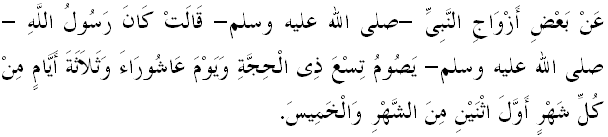 عَنْ بَعْضِ أَزْوَاجِ النَّبِىِّ –صلى الله عليه وسلم– قَالَتْ كَانَ رَسُولُ اللَّهِ –
صلى الله عليه وسلم– يَصُومُ تِسْعَ ذِى الْحِجَّةِ وَيَوْمَ عَاشُورَاءَ وَثَلاَثَةَ أَيَّامٍ مِنْ
كُلِّ شَهْرٍ أَوَّلَ اثْنَيْنِ مِنَ الشَّهْرِ وَالْخَمِيسَ.